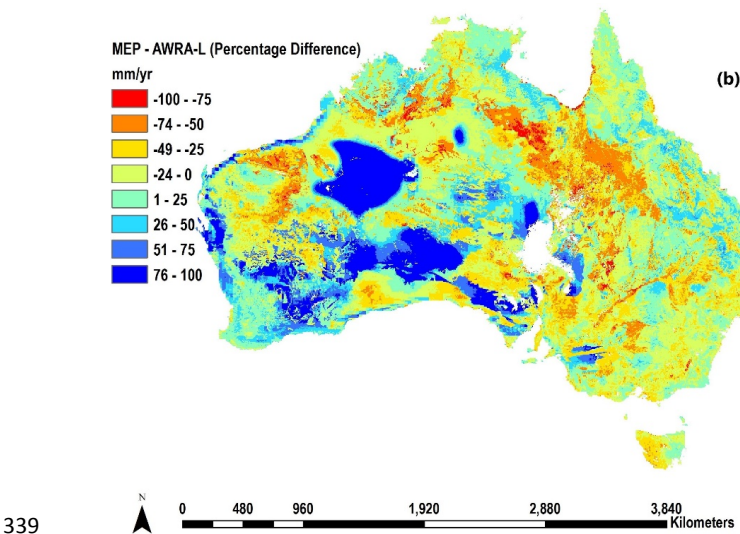 MEP - AWRA-L (Percentage Difference)
mm/yr
(b)
-100 - -75
-74 - -50
-49 - -25
-24 - 0
1 - 25
26 - 50
51 - 75
76 - 100
N
0 480 960 1,920 2,880 3,840
Kilometers
339